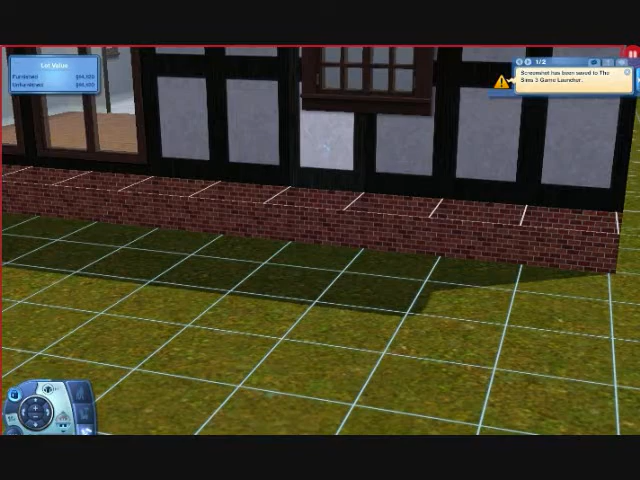 Lot Value
Furnished
Unfurnished
1/2
Screenshot has been saved to The
Sims 3 Game Launcher.